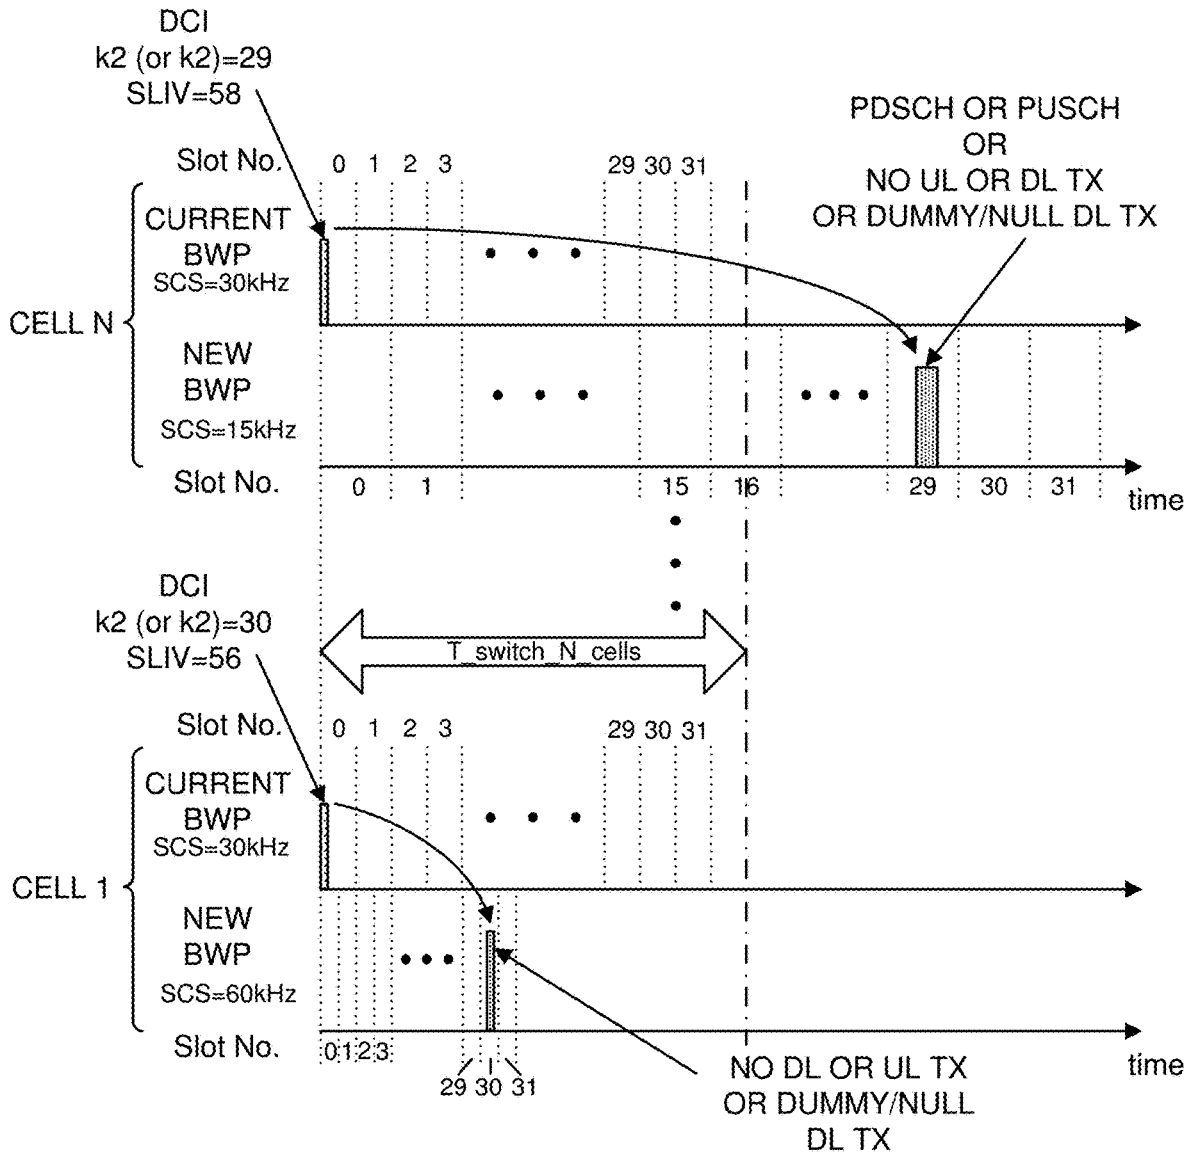 DCI
k2 (or k2)=29
SLIV=58
PDSCH OR PUSCH
OR
NO UL OR DL TX
OR DUMMY/NULL DL TX
Slot No.
0 1 2 3 29 30 31
CELL N
CURRENT
BWP
SCS=30kHz
NEW
BWP
SCS=15kHz
Slot No.
0 1 15 16 29 30 31
time
DCI
k2 (or k2)=30
SLIV=56
T_switch_N_cells
Slot No.
0 1 2 3 29 30 31
CELL 1
CURRENT
BWP
SCS=30kHz
NEW
BWP
SCS=60kHz
Slot No.
0 1 2 3
29 30 31
time
NO DL OR UL TX
OR DUMMY/NULL
DL TX